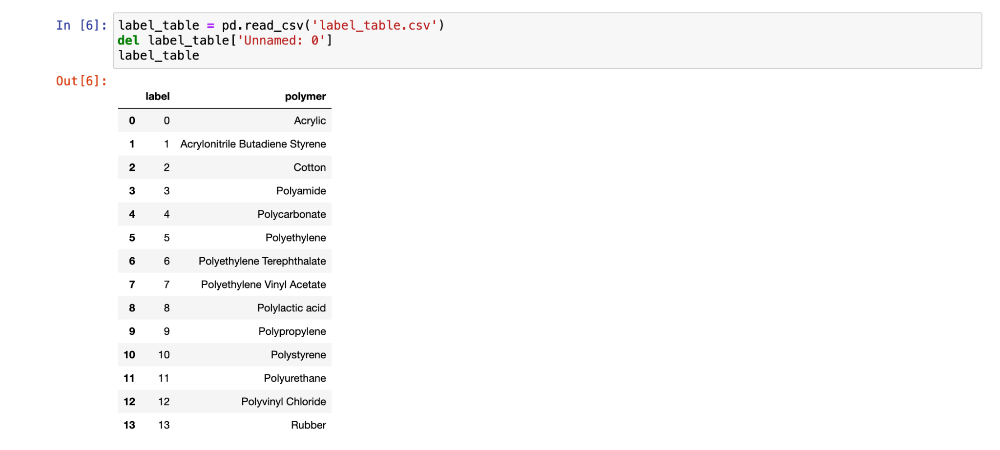 In [6]: label_table = pd.read_csv('label_table.csv')
del label_table['Unnamed: 0']
label_table
Out[6]:
label polymer
0 0 Acrylic
1 1 Acrylonitrile Butadiene Styrene
2 2 Cotton
3 3 Polyamide
4 4 Polycarbonate
5 5 Polyethylene
6 6 Polyethylene Terephthalate
7 7 Polyethylene Vinyl Acetate
8 8 Polylactic acid
9 9 Polypropylene
10 10 Polystyrene
11 11 Polyurethane
12 12 Polyvinyl Chloride
13 13 Rubber